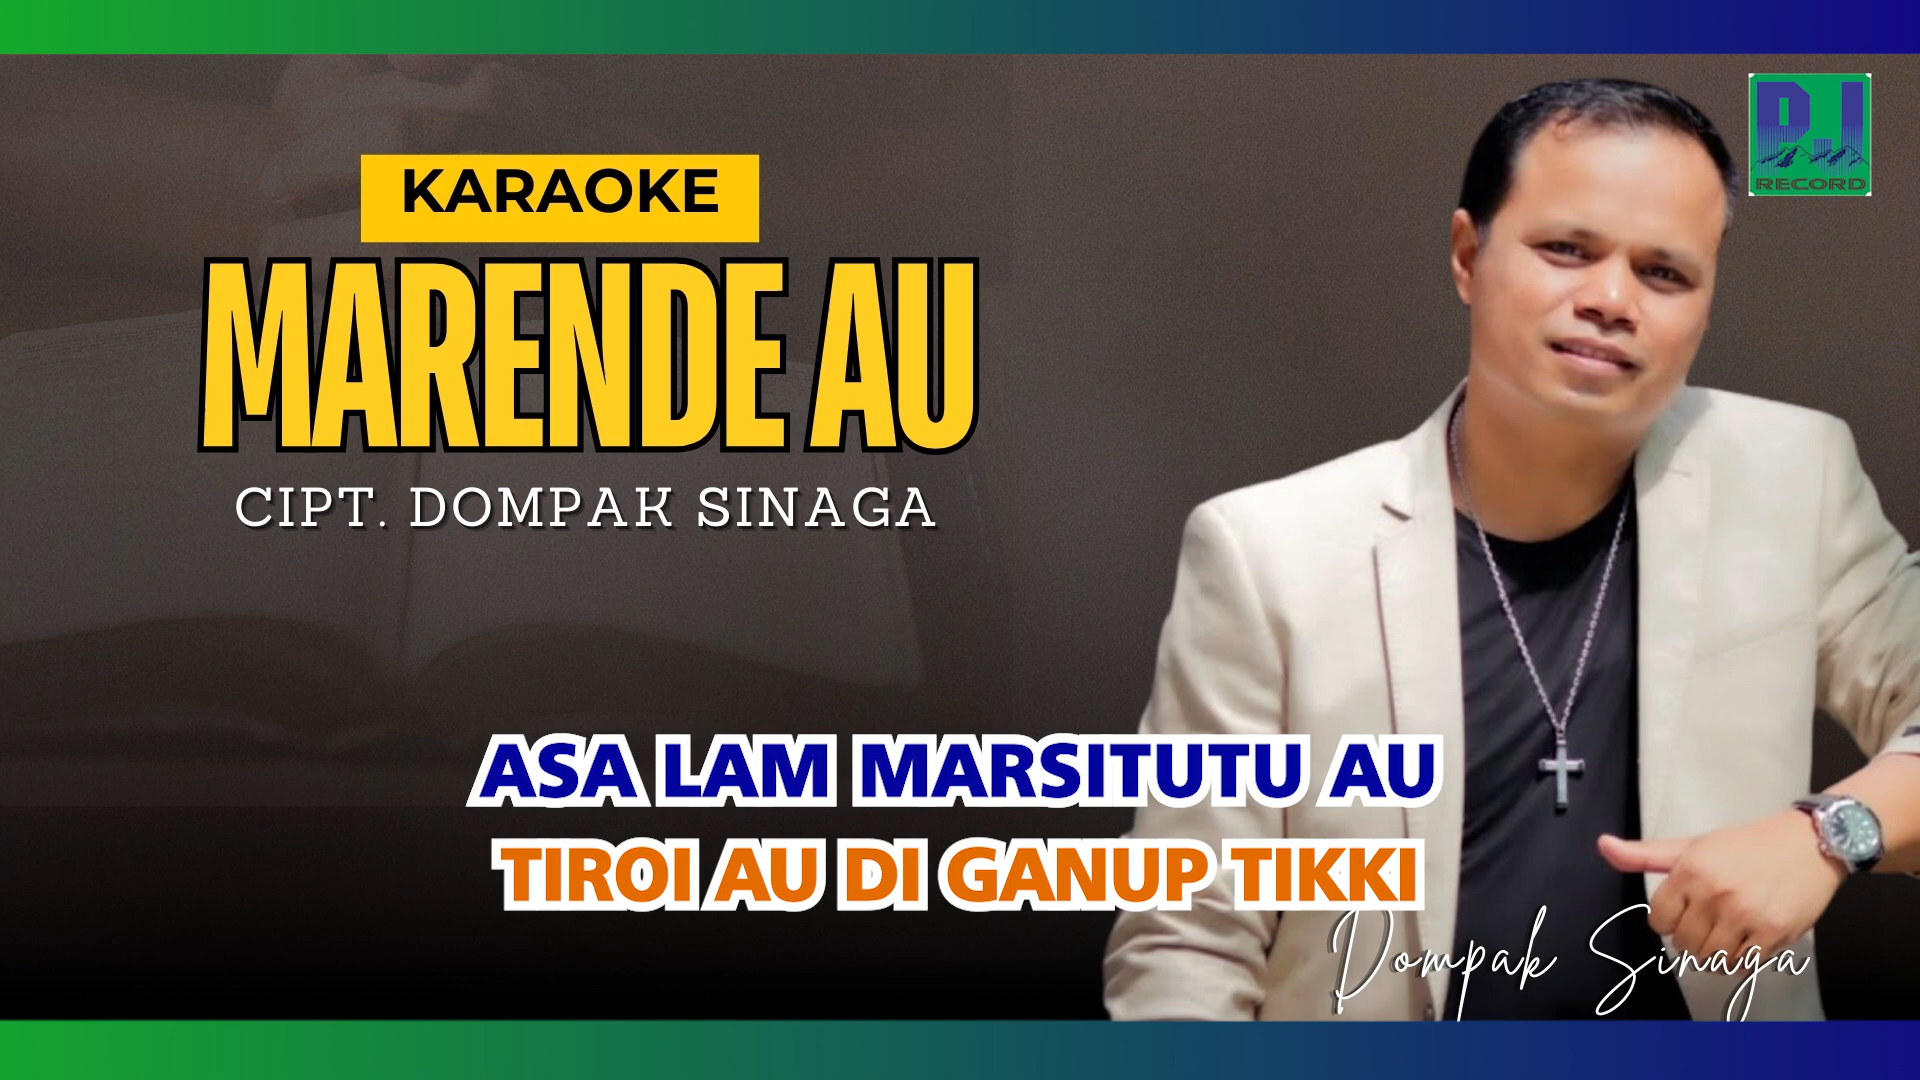 KARAOKE
MARENDE AU
CIPT. DOMPAK SINAGA
DJ
RECORD
ASA LAM MARSITUTU AU
TIROI AU DI GANUP TIKKI
Dompak Sinaga